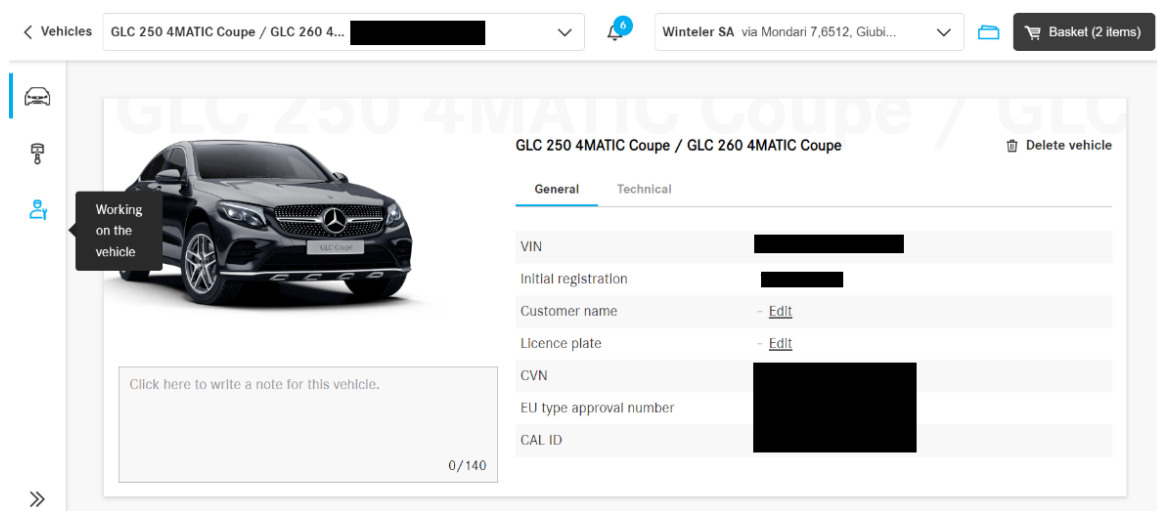 Vehicles
GLC 250 4MATIC Coupe / GLC 260 4...
6
Winteler SA via Mondari 7,6512, Giubi...
Basket (2 items)
GLC 250 4MATIC Coupe / GLC
GLC 250 4MATIC Coupe / GLC 260 4MATIC Coupe
Delete vehicle
General
Technical
Working
on the
vehicle
GLC Coupé
VIN
Initial registration
Customer name
- Edit
Licence plate
- Edit
CVN
EU type approval number
CAL ID
Click here to write a note for this vehicle.
0/140